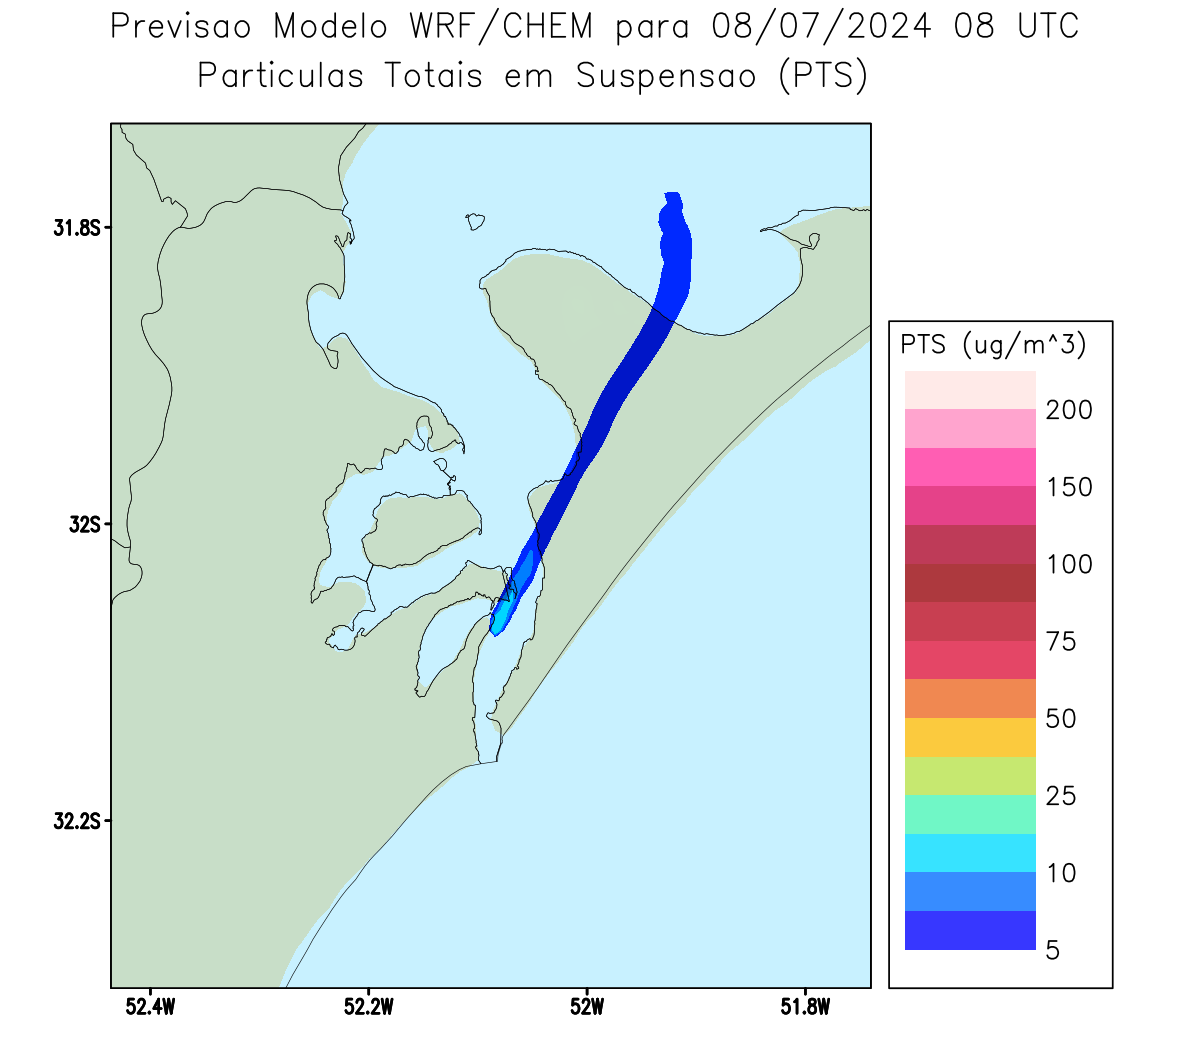 Previsao Modelo WRF/CHEM para 08/07/2024 08 UTC
Particulas Totais em Suspensao (PTS)
31.8S
32S
32.2S
52.4W
52.2W
52W
51.8W
PTS (ug/m^3)
200
150
100
75
50
25
10
5